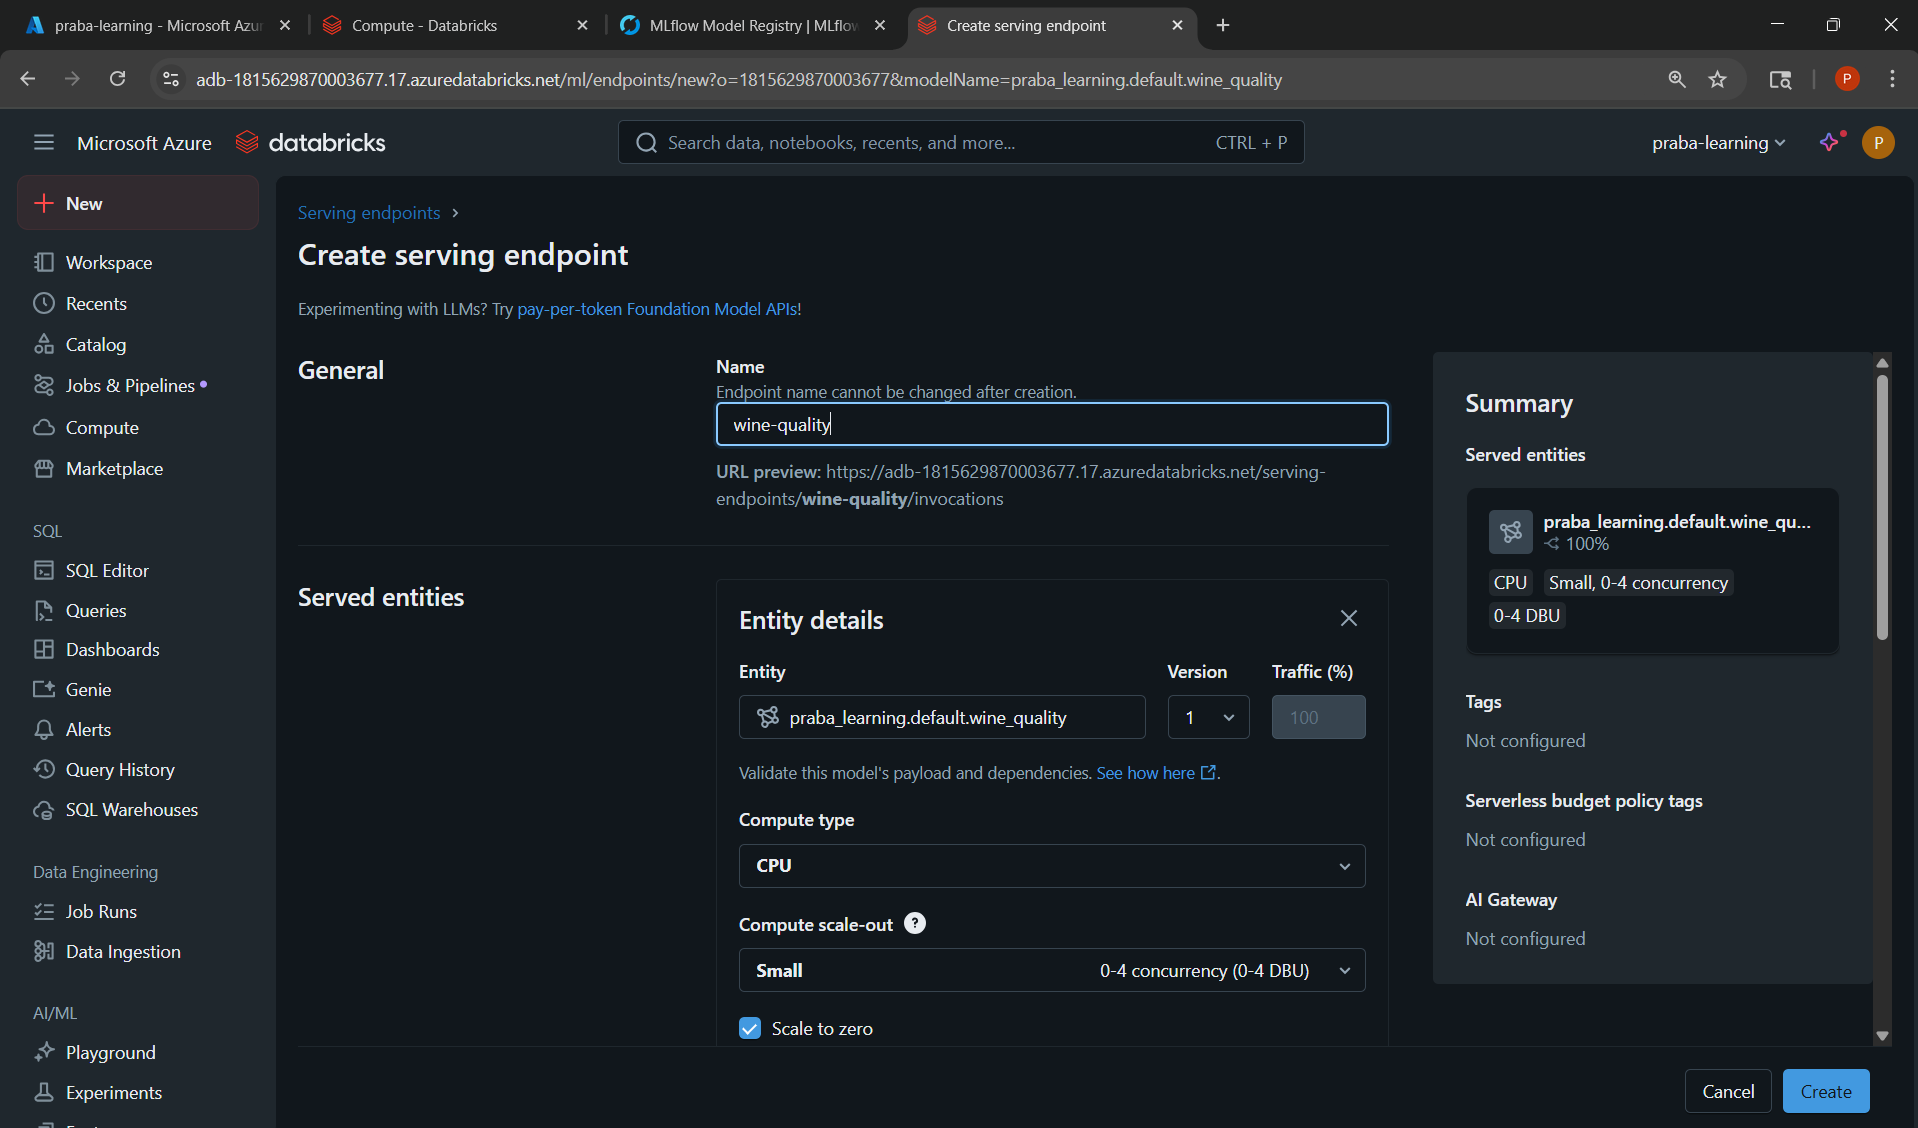 praba-learning - Microsoft Azur
Compute - Databricks
MLflow Model Registry | MLflow
Create serving endpoint
adb-1815629870003677.17.azuredatabricks.net/ml/endpoints/new?o=1815629870003677&modelName=praba_learning.default.wine_quality
P
Microsoft Azure
databricks
Search data, notebooks, recents, and more...
CTRL + P
praba-learning
P
New
Workspace
Recents
Catalog
Jobs & Pipelines
Compute
Marketplace
SQL
SQL Editor
Queries
Dashboards
Genie
Alerts
Query History
SQL Warehouses
Data Engineering
Job Runs
Data Ingestion
AI/ML
Playground
Experiments
Serving endpoints
Create serving endpoint
Experimenting with LLMs? Try pay-per-token Foundation Model APIs!
General
Name
Endpoint name cannot be changed after creation.
wine-quality
URL preview: https://adb-1815629870003677.17.azuredatabricks.net/serving-
endpoints/wine-quality/invocations
Served entities
Entity details
Entity
Version
Traffic (%)
praba_learning.default.wine_quality
1
100
Validate this model's payload and dependencies. See how here .
Compute type
CPU
Compute scale-out ?
Small
0-4 concurrency (0-4 DBU)
Scale to zero
Summary
Served entities
praba_learning.default.wine_qu...
100%
CPU
Small, 0-4 concurrency
0-4 DBU
Tags
Not configured
Serverless budget policy tags
Not configured
AI Gateway
Not configured
Cancel
Create